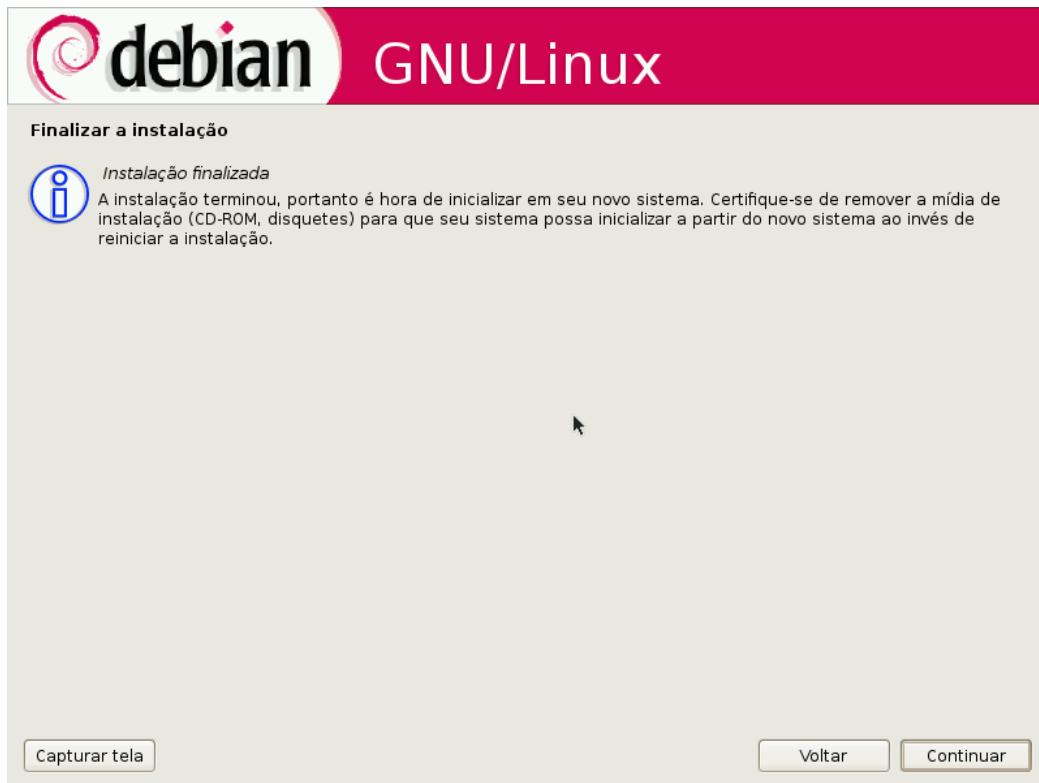 debian GNU/Linux
Finalizar a instalação
Instalação finalizada
A instalação terminou, portanto é hora de inicializar em seu novo sistema. Certifique-se de remover a mídia de
instalação (CD-ROM, disquetes) para que seu sistema possa inicializar a partir do novo sistema ao invés de
reiniciar a instalação.
Capturar tela
Voltar
Continuar